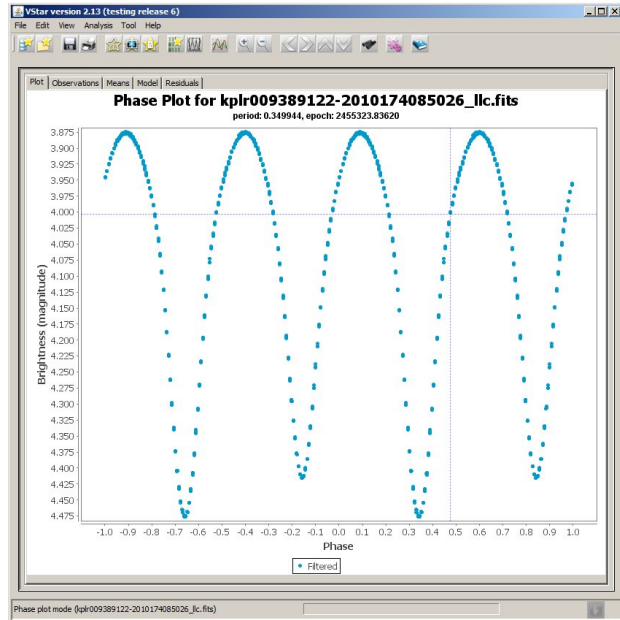 VStar version 2.13 (testing release 6)
File Edit View Analysis Tool Help
Plot Observations Means Model Residuals
Phase Plot for kplr009389122-2010174085026_llc.fits
period: 0.349944, epoch: 2455323.83620
3.875
3.900
3.925
3.950
3.975
4.000
4.025
4.050
4.075
4.100
4.125
4.150
4.175
4.200
4.225
4.250
4.275
4.300
4.325
4.350
4.375
4.400
4.425
4.450
4.475
Brightness (magnitude)
-1.0 -0.9 -0.8 -0.7 -0.6 -0.5 -0.4 -0.3 -0.2 -0.1 0.0 0.1 0.2 0.3 0.4 0.5 0.6 0.7 0.8 0.9 1.0
Phase
Filtered
Phase plot mode (kplr009389122-2010174085026_llc.fits)